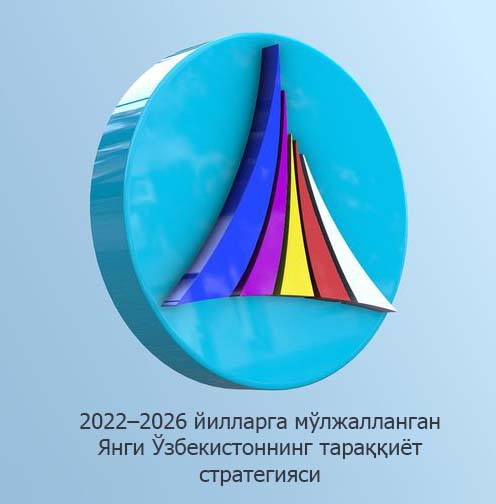 2022–2026 йилларга мўлжалланган
Янги Ўзбекистоннинг тараққиёт
стратегияси